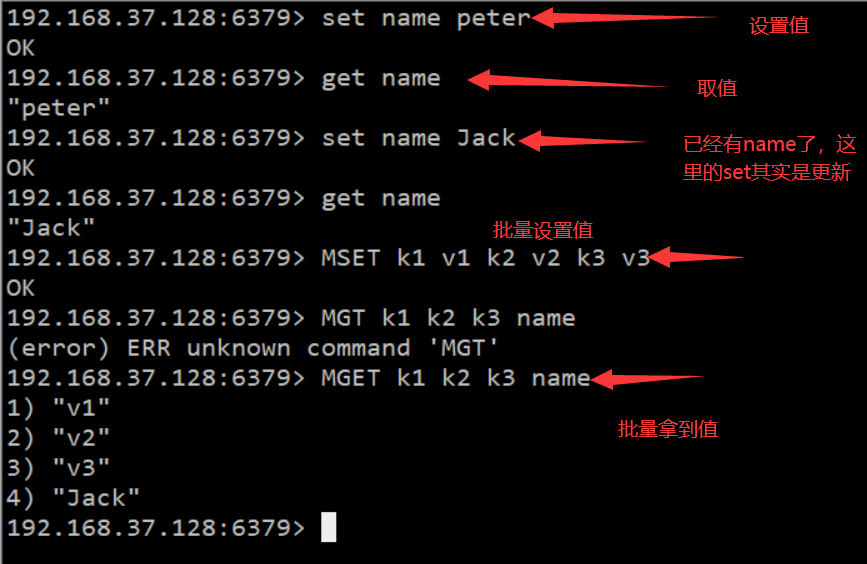 192.168.37.128:6379> set name peter 设置值
OK
192.168.37.128:6379> get name 取值
"peter"
192.168.37.128:6379> set name Jack 已经有name了，这
里的set其实是更新
OK
192.168.37.128:6379> get name
"Jack"
批量设置值
192.168.37.128:6379> MSET k1 v1 k2 v2 k3 v3
OK
192.168.37.128:6379> MGT k1 k2 k3 name
(error) ERR unknown command 'MGT'
192.168.37.128:6379> MGET k1 k2 k3 name
1) "v1"
2) "v2"
批量拿到值
3) "v3"
4) "Jack"
192.168.37.128:6379>